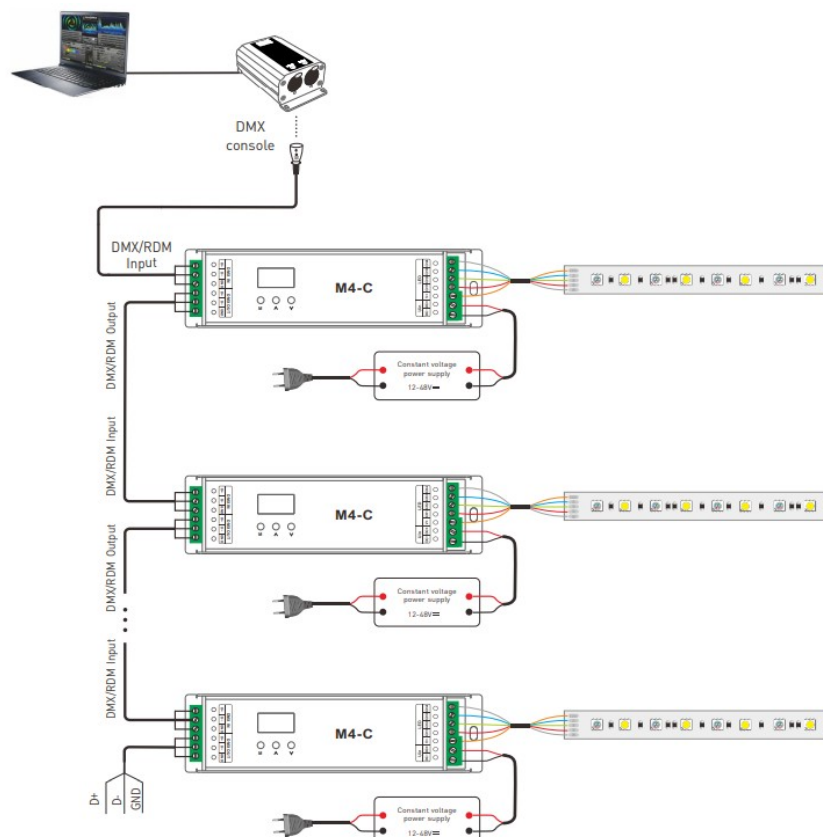 DMX
console
DMX/RDM
Input
DMX/RDM Output
M4-C
Constant voltage
power supply
12-48V
DMX/RDM Input
M4-C
DMX/RDM Output
Constant voltage
power supply
12-48V
DMX/RDM Input
M4-C
D+
D-
GND
Constant voltage
power supply
12-48V